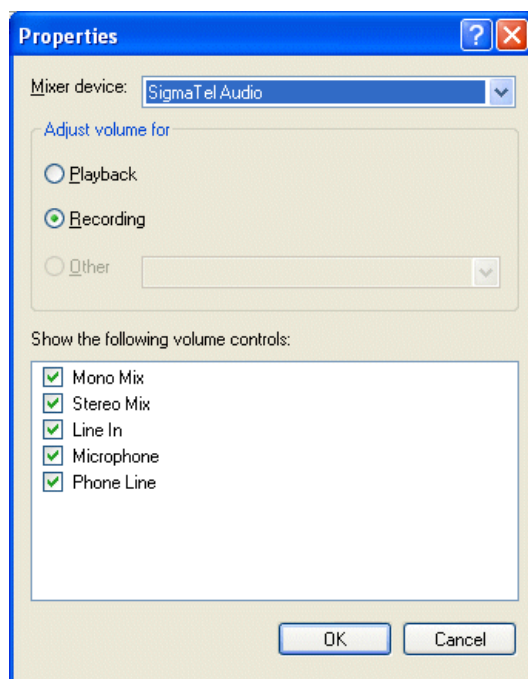 Properties
Mixer device: SigmaTel Audio
Adjust volume for
Playback
Recording
Other
Show the following volume controls:
Mono Mix
Stereo Mix
Line In
Microphone
Phone Line
OK Cancel